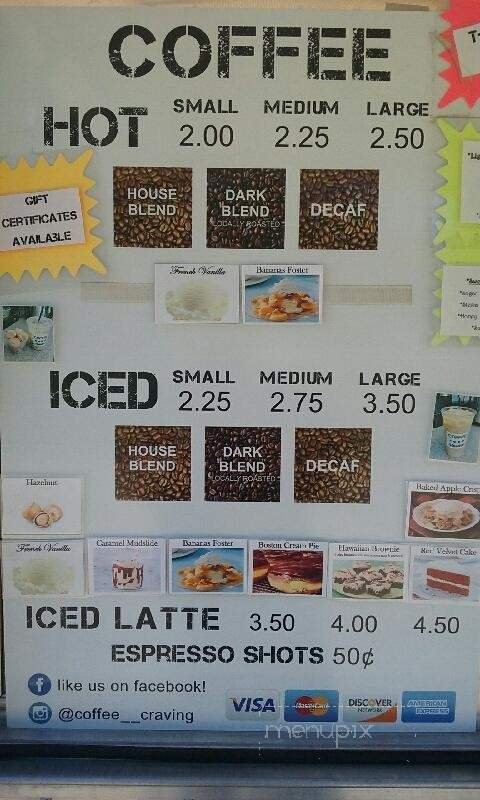 COFFEE
HOT SMALL MEDIUM LARGE
2.00 2.25 2.50
GIFT
CERTIFICATES
AVAILABLE
HOUSE
BLEND
DARK
BLEND
LOCALLY ROASTED
DECAF
French Vanilla
Bananas Foster
ICED SMALL MEDIUM LARGE
2.25 2.75 3.50
HOUSE
BLEND
DARK
BLEND
LOCALLY ROASTED
DECAF
Hazelnut
Baked Apple
French Vanilla
Caramel Mudslide
Bananas Foster
Boston Cream Pie
Hawaiian Brownie
Red Velvet Cake
ICED LATTE 3.50 4.00 4.50
ESPRESSO SHOTS 50¢
like us on facebook!
@coffee__craving
VISA
MasterCard
DISCOVER
NETWORK
AMERICAN
EXPRESS
menupix